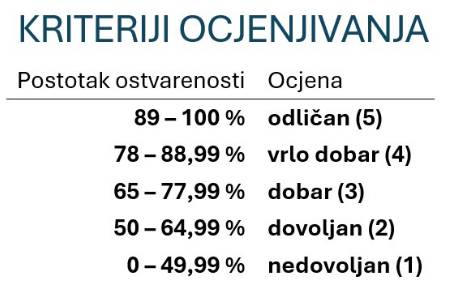 KRITERIJI OCJENJIVANJA
Postotak ostvarenosti Ocjena
89 – 100 % odličan (5)
78 – 88,99 % vrlo dobar (4)
65 – 77,99 % dobar (3)
50 – 64,99 % dovoljan (2)
0 – 49,99 % nedovoljan (1)